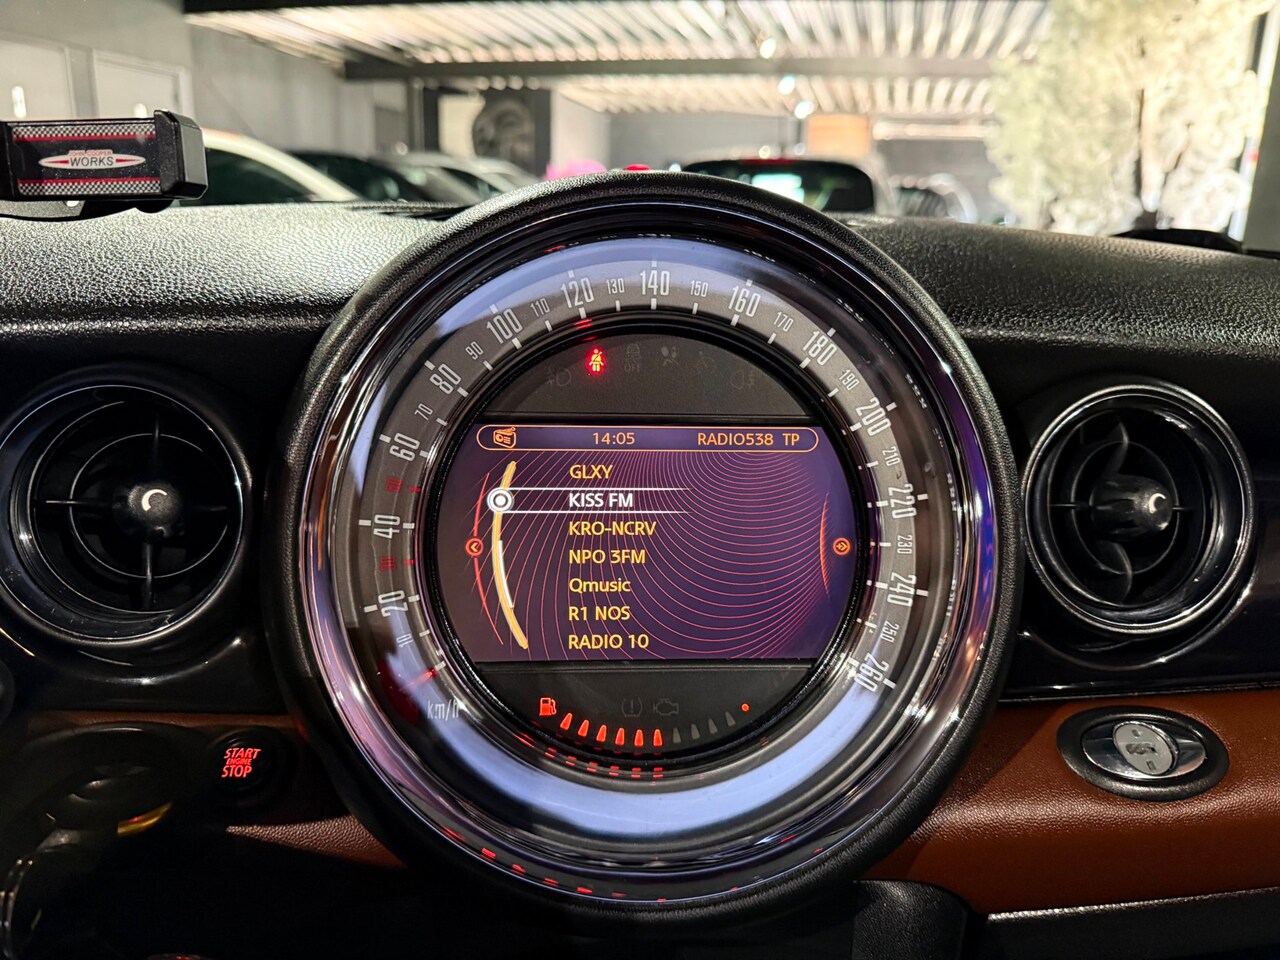 JOHN COOPER
WORKS
10
20
40
60
70
80
90
100
110
120
130
140
150
160
170
180
190
200
210
220
230
240
250
260
km/h
14:05 RADIO538 TP
GLXY
KISS FM
KRO-NCRV
NPO 3FM
Qmusic
R1 NOS
RADIO 10
START
ENGINE
STOP